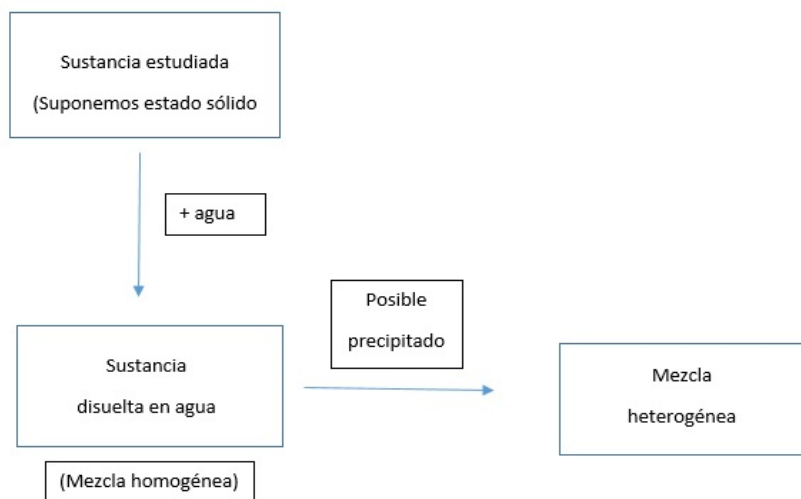 Sustancia estudiada
(Suponemos estado sólido
+ agua
Posible
precipitado
Sustancia
disuelta en agua
(Mezcla homogénea)
Mezcla
heterogénea